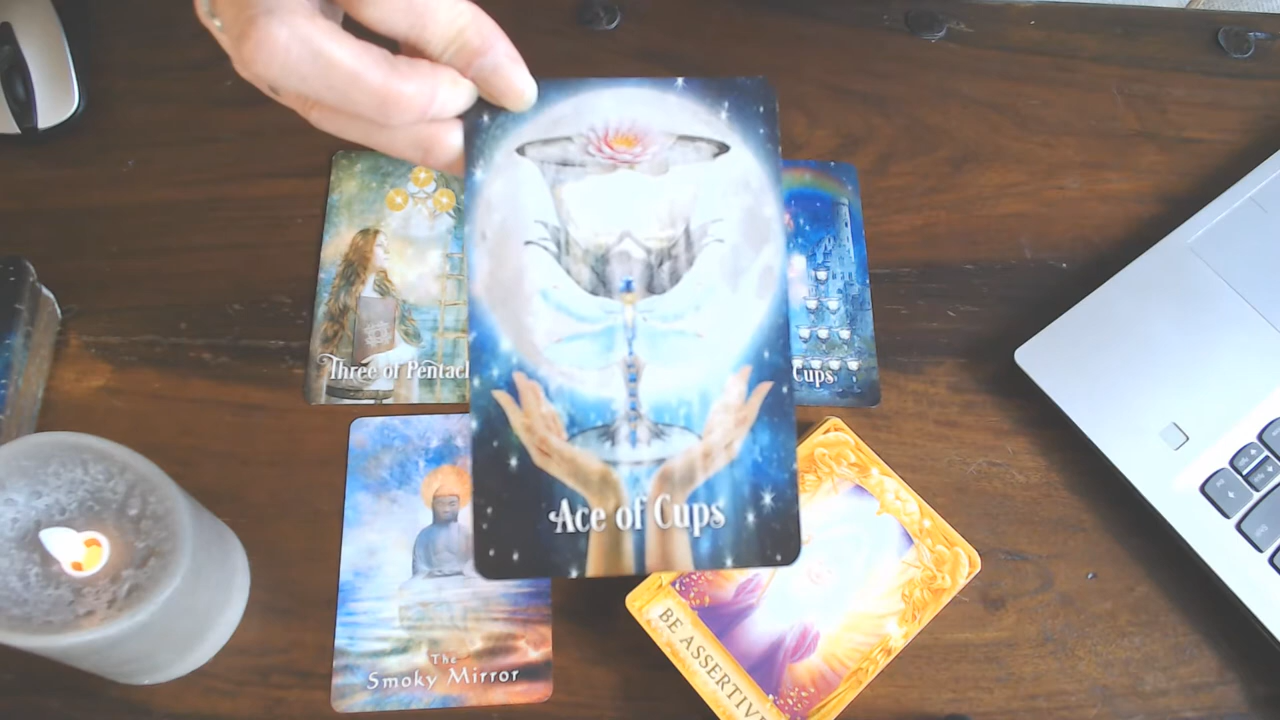 Three of Pentacl
Cups
Ace of Cups
The
Smoky Mirror
BE ASSERTIVE